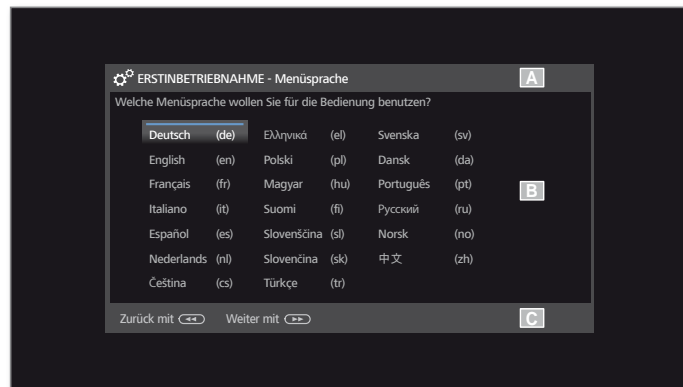 ERSTINBETRIEBNAHME - Menüsprache A
Welche Menüsprache wollen Sie für die Bedienung benutzen?
Deutsch (de) Ελληνικά (el) Svenska (sv)
English (en) Polski (pl) Dansk (da)
Français (fr) Magyar (hu) Português (pt) B
Italiano (it) Suomi (fi) Русский (ru)
Español (es) Slovenščina (sl) Norsk (no)
Nederlands (nl) Slovenčina (sk) 中文 (zh)
Čeština (cs) Türkçe (tr)
Zurück mit Weiter mit C